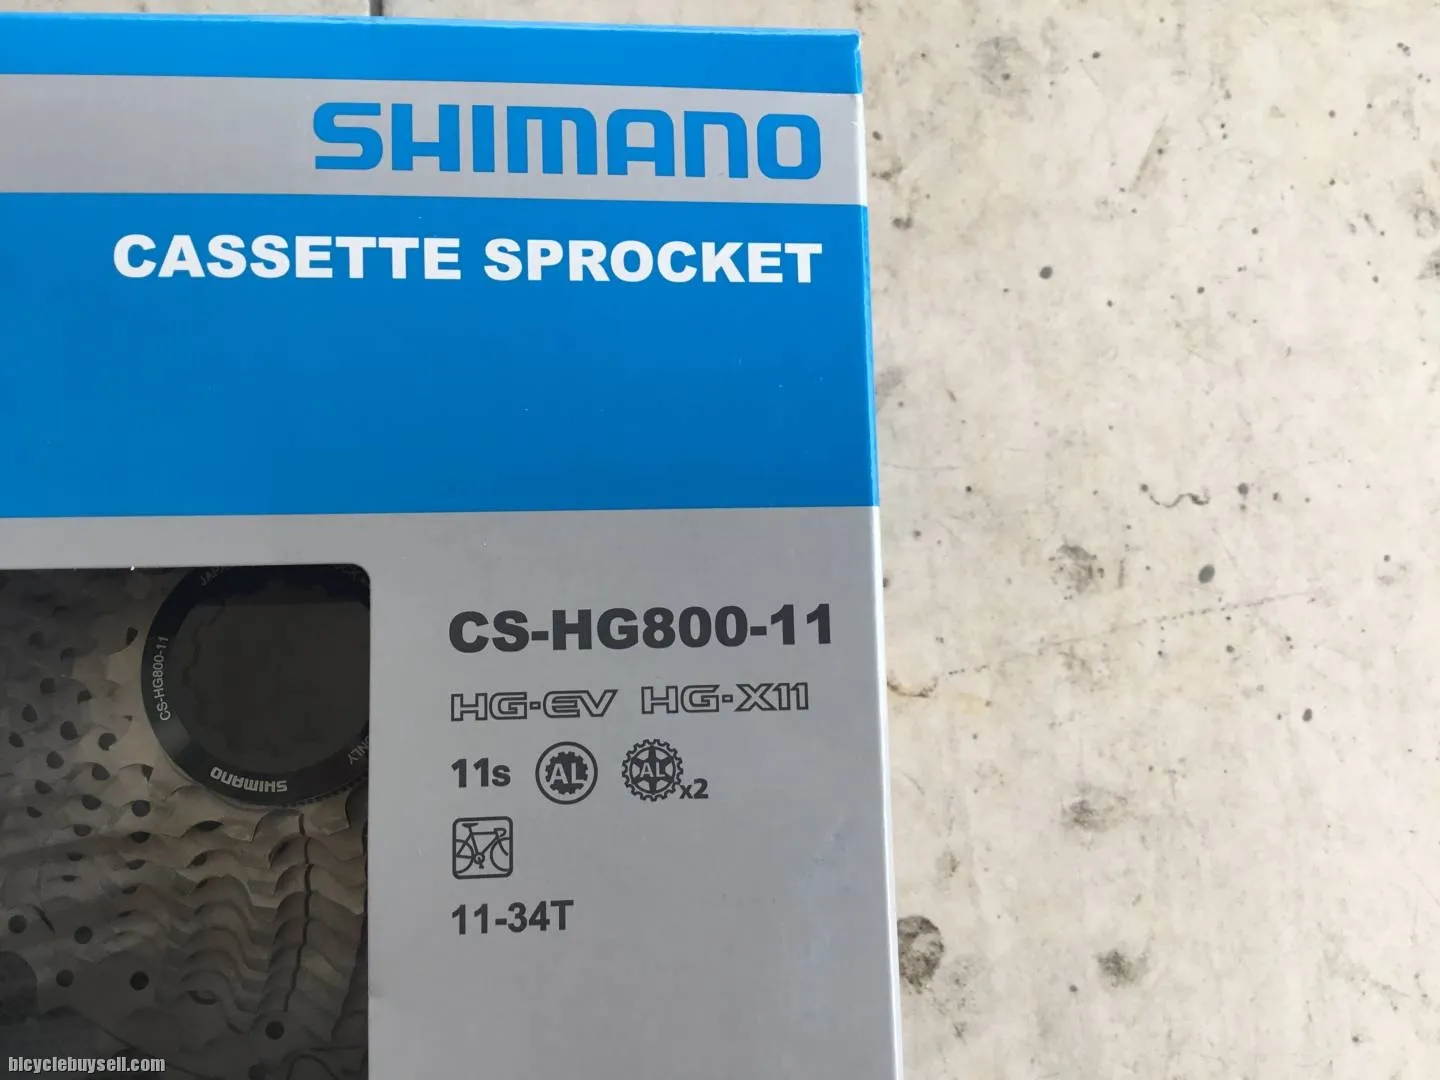 SHIMANO
CASSETTE SPROCKET
CS-HG800-11
HG-EV HG-X11
11s AL AL x2
11-34T
CS-HG800-11
SHIMANO
bicyclebuysell.com